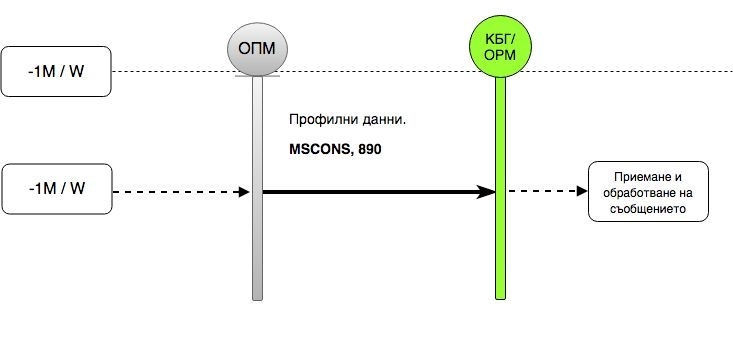 -1M / W
ОПМ
КБГ/
ОРМ
Профилни данни.
MSCONS, 890
-1M / W
Приемане и
обработване на
съобщението